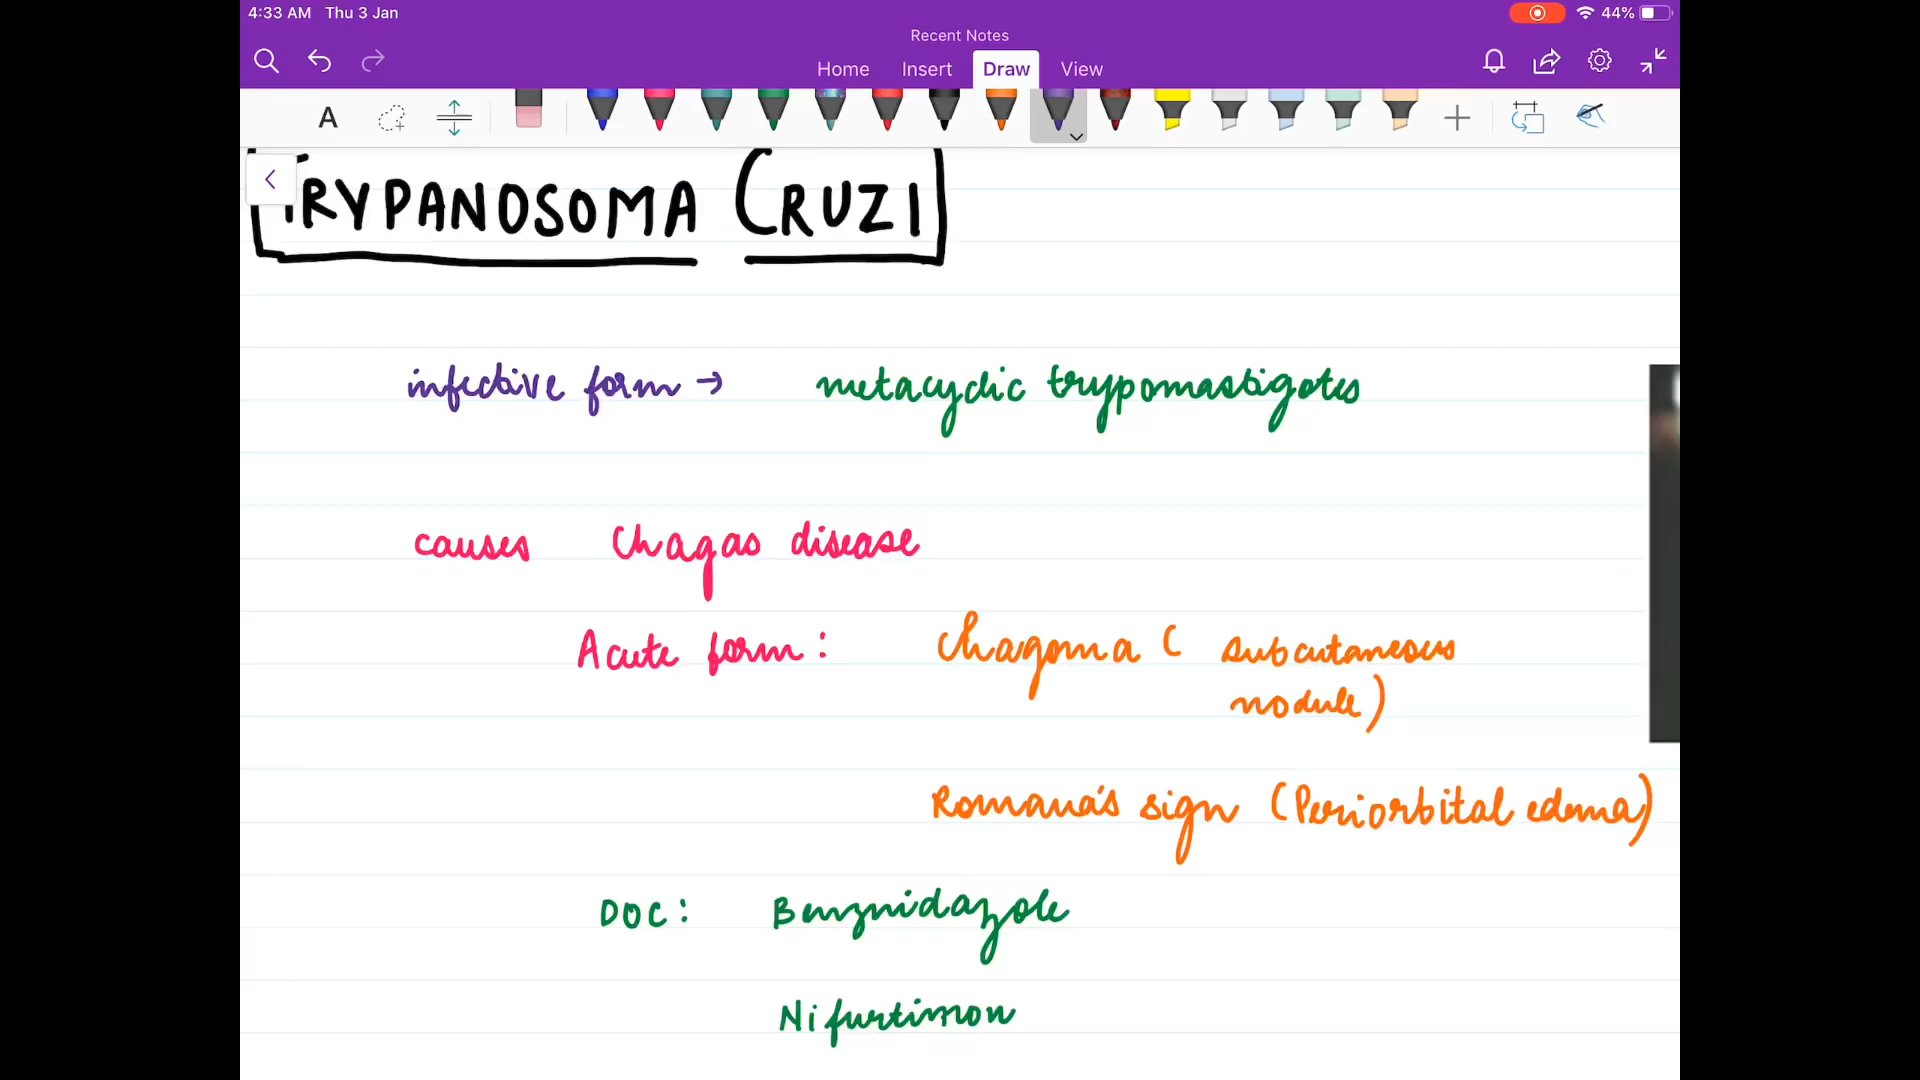 4:33 AM Thu 3 Jan
44%
Recent Notes
Home Insert Draw View
A
TRYPANOSOMA CRUZI
infective form → metacyclic trypomastigotes
causes Chagas disease
Acute form: Chagoma ( subcutaneous
nodule)
Romana's sign (Periorbital edema)
DOC: Benznidazole
Nifurtimox